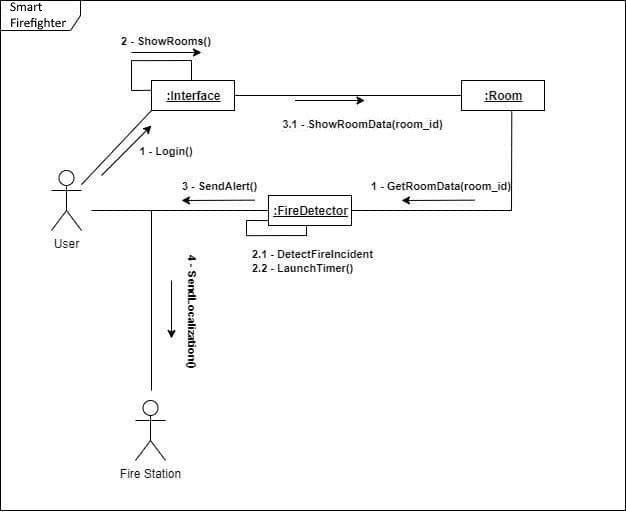 Smart
Firefighter
2 - ShowRooms()
:Interface
:Room
3.1 - ShowRoomData(room_id)
1 - Login()
3 - SendAlert()
1 - GetRoomData(room_id)
:FireDetector
User
2.1 - DetectFireIncident
2.2 - LaunchTimer()
4 - SendLocalization()
Fire Station